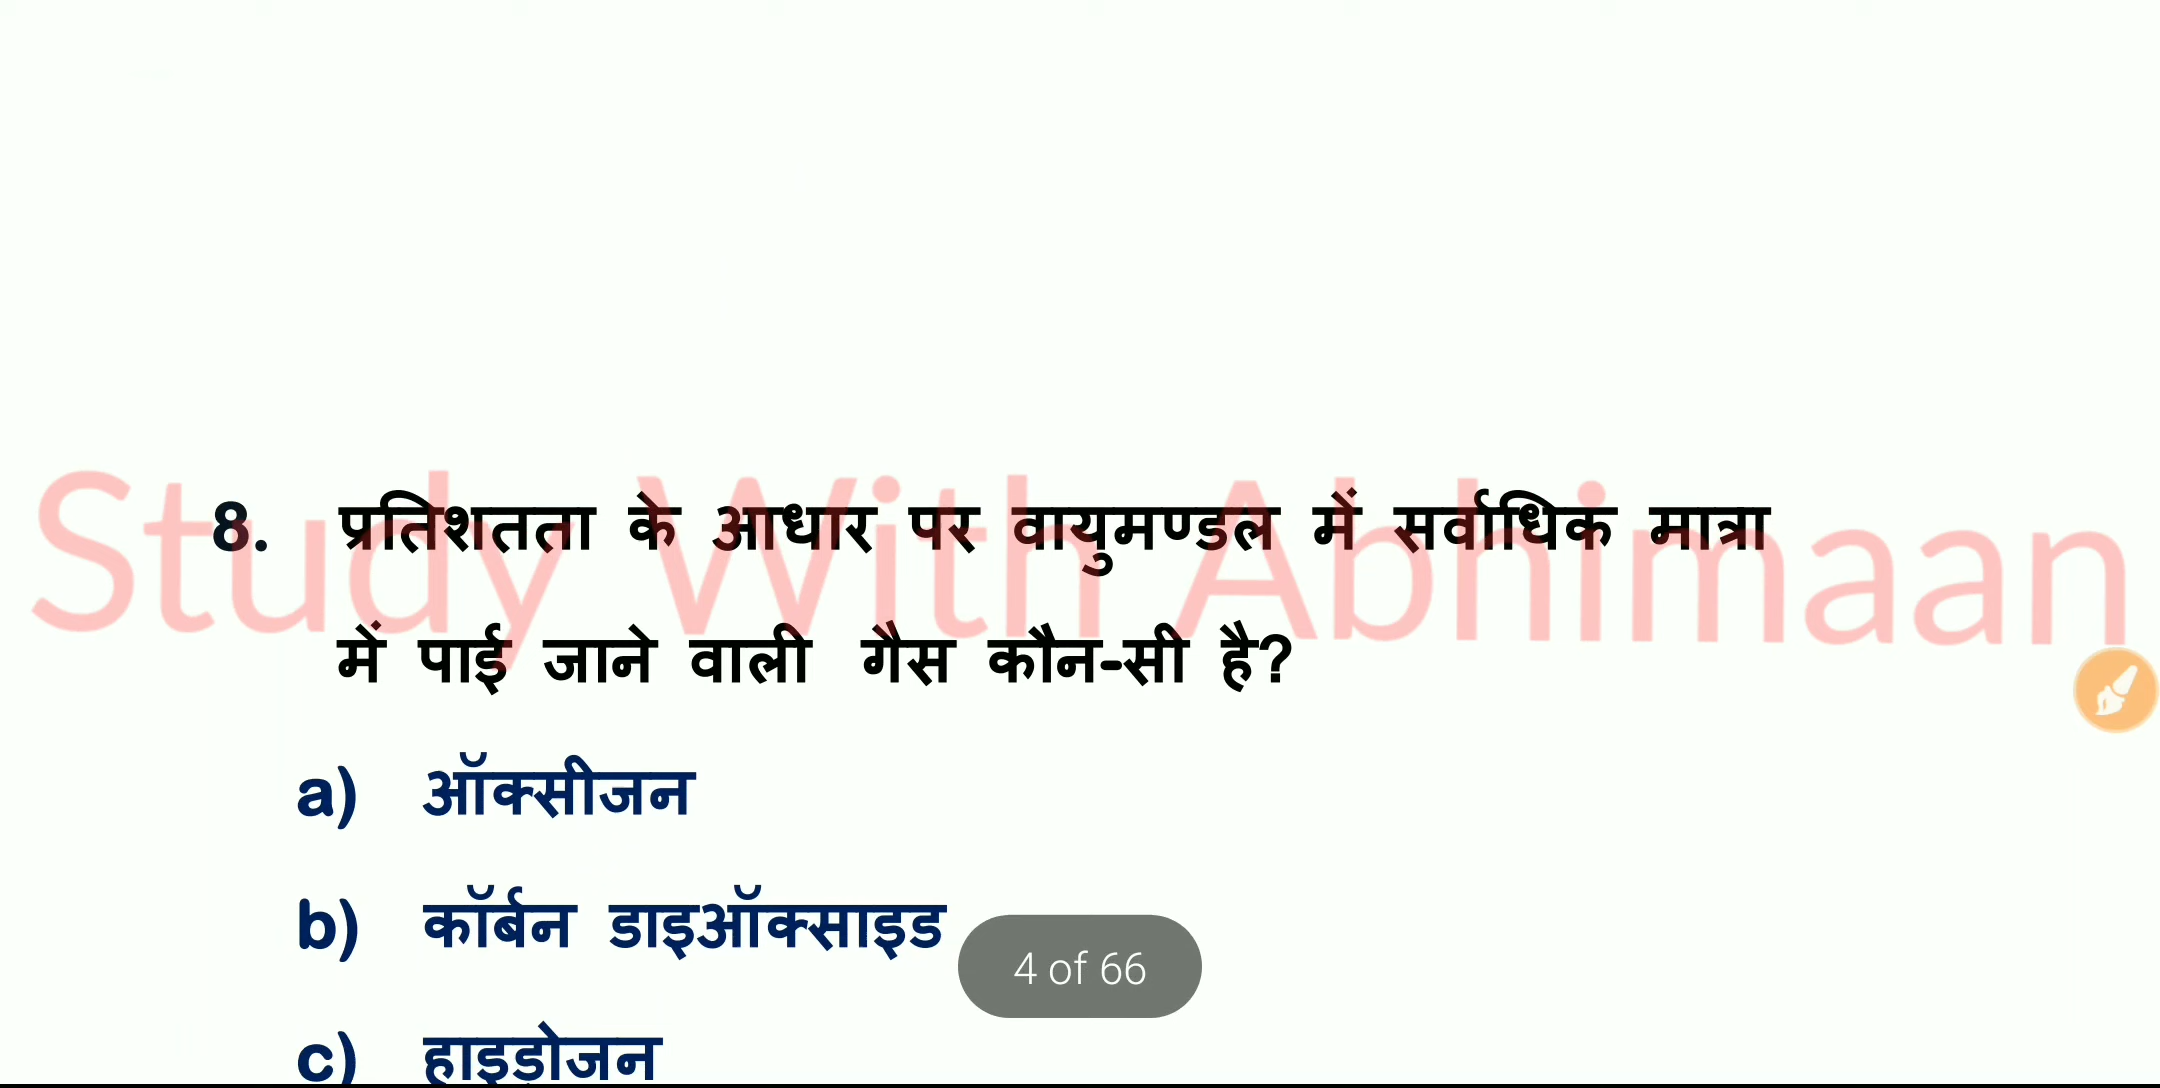 Study With Abhimaan
8. प्रतिशतता के आधार पर वायुमण्डल में सर्वाधिक मात्रा
में पाई जाने वाली गैस कौन-सी है?
a) ऑक्सीजन
b) कॉर्बन डाइऑक्साइड
4 of 66
c) हाइड्रोजन